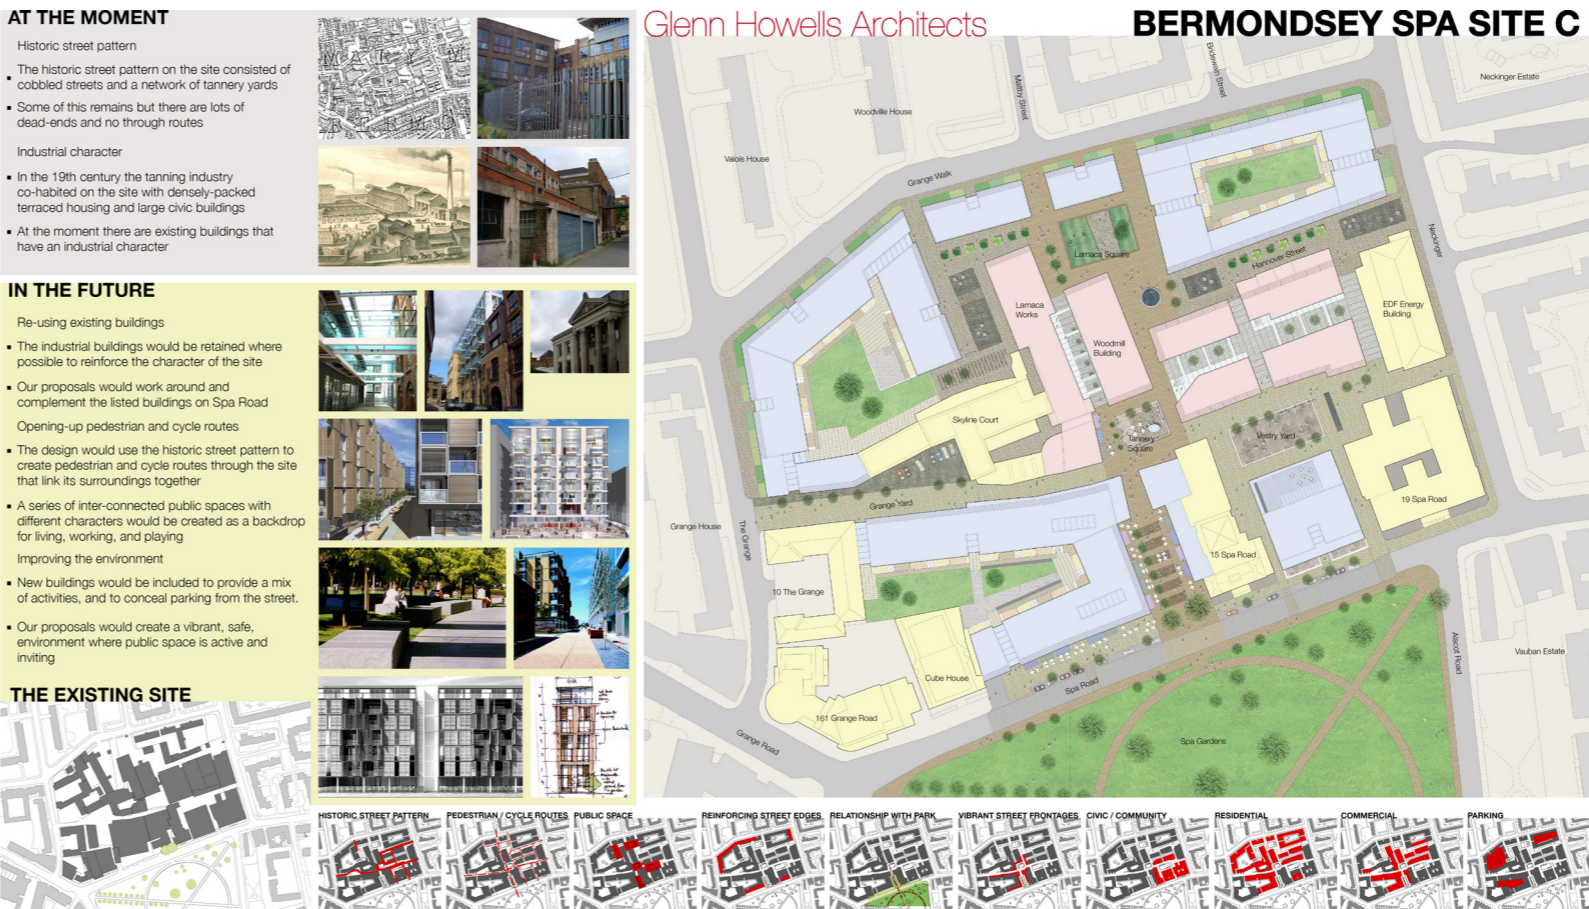 AT THE MOMENT
Historic street pattern
▪ The historic street pattern on the site consisted of
cobbled streets and a network of tannery yards
▪ Some of this remains but there are lots of
dead-ends and no through routes
Industrial character
▪ In the 19th century the tanning industry
co-habited on the site with densely-packed
terraced housing and large civic buildings
▪ At the moment there are existing buildings that
have an industrial character
IN THE FUTURE
Re-using existing buildings
▪ The industrial buildings would be retained where
possible to reinforce the character of the site
▪ Our proposals would work around and
complement the listed buildings on Spa Road
Opening-up pedestrian and cycle routes
▪ The design would use the historic street pattern to
create pedestrian and cycle routes through the site
that link its surroundings together
▪ A series of inter-connected public spaces with
different characters would be created as a backdrop
for living, working, and playing
Improving the environment
▪ New buildings would be included to provide a mix
of activities, and to conceal parking from the street.
▪ Our proposals would create a vibrant, safe,
environment where public space is active and
inviting
THE EXISTING SITE
Glenn Howells Architects
BERMONDSEY SPA SITE C
Neckinger Estate
Bridewain Street
Maltby Street
Woodville House
Valois House
Grange Walk
Neckinger
Larnaca Square
Hannover Street
Larnaca
Works
EDF Energy
Building
Woodmill
Building
Skyline Court
Tannery
Square
Vestry Yard
19 Spa Road
Grange Yard
Grange House
The Grange
15 Spa Road
10 The Grange
Cube House
Spa Road
161 Grange Road
Grange Road
Spa Gardens
Alscot Road
Vauban Estate
HISTORIC STREET PATTERN
PEDESTRIAN / CYCLE ROUTES
PUBLIC SPACE
REINFORCING STREET EDGES
RELATIONSHIP WITH PARK
VIBRANT STREET FRONTAGES
CIVIC / COMMUNITY
RESIDENTIAL
COMMERCIAL
PARKING